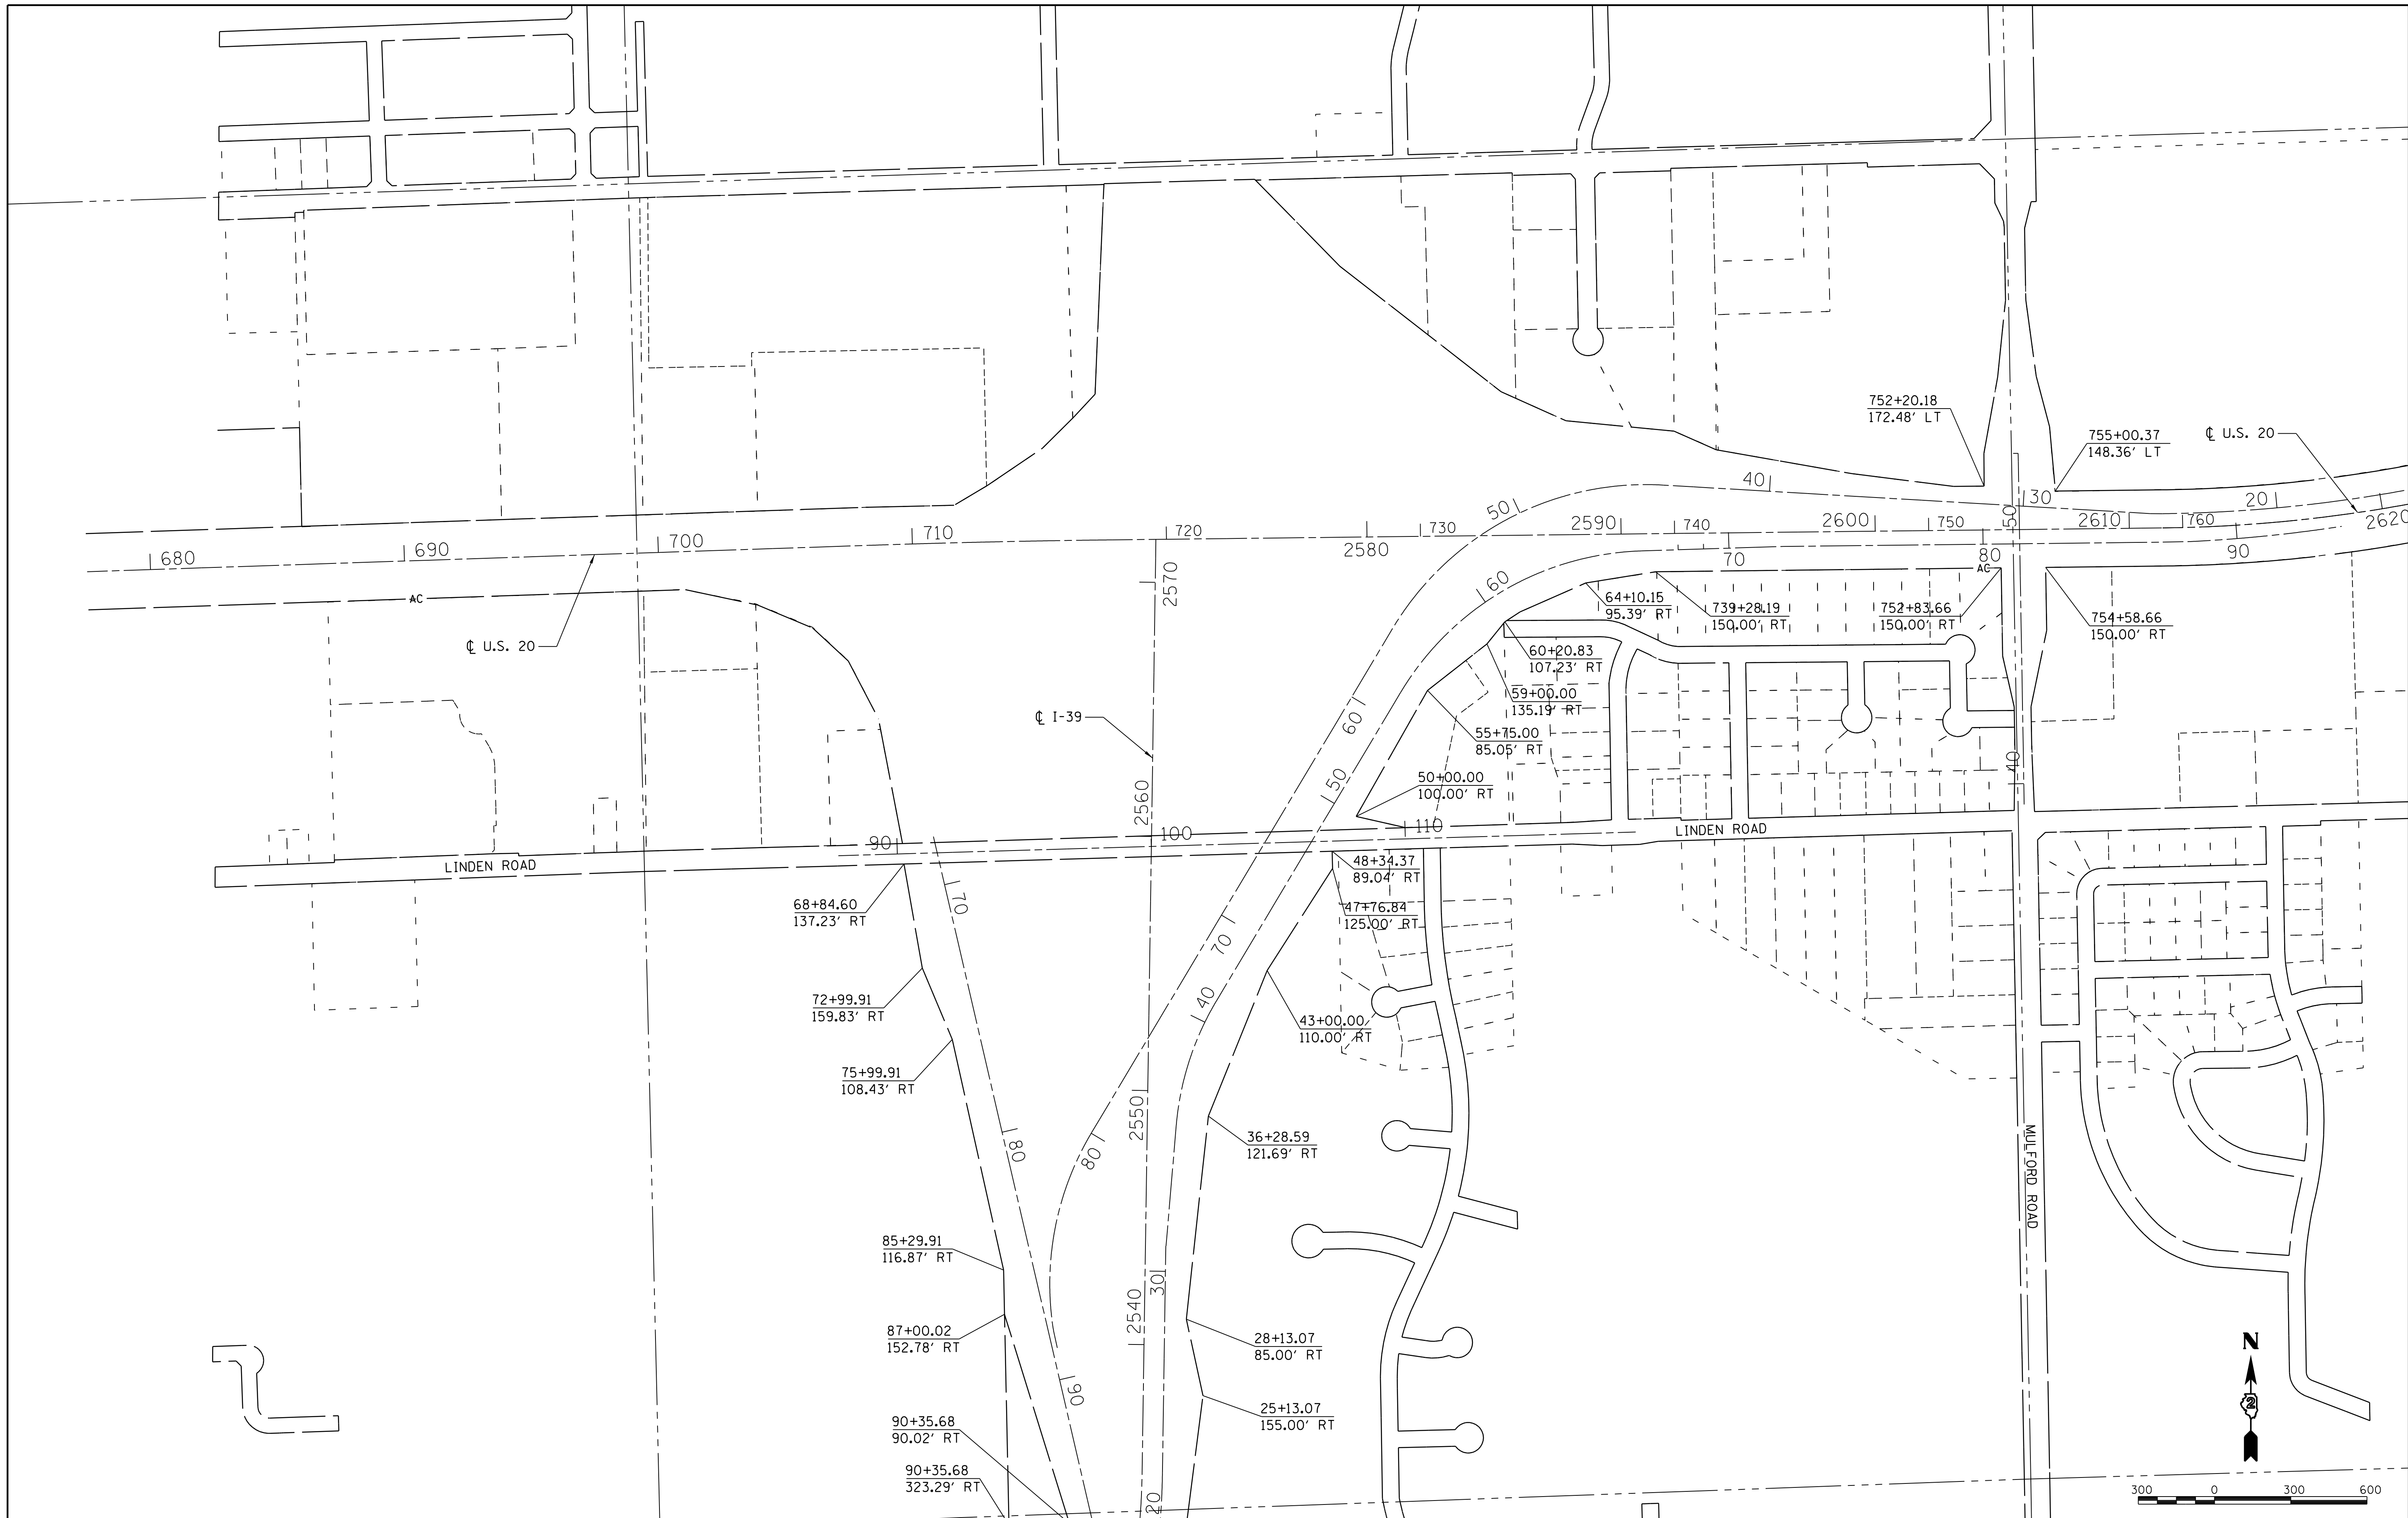 752+20.18
172.48' LT
755+00.37
148.36' LT
℄ U.S. 20
40
30
20
50
50
2590
740
2600
750
2610
760
2620
680
690
700
710
720
730
2580
70
80
90
AC
AC
2570
60
64+10.15
95.39' RT
739+28.19
150.00' RT
752+83.66
150.00' RT
754+58.66
150.00' RT
℄ U.S. 20
60+20.83
107.23' RT
59+00.00
135.19' RT
℄ I-39
60
55+75.00
85.05' RT
50
50+00.00
100.00' RT
40
2560
90
100
110
LINDEN ROAD
LINDEN ROAD
48+34.37
89.04' RT
68+84.60
137.23' RT
70
47+76.84
125.00' RT
70
72+99.91
159.83' RT
40
43+00.00
110.00' RT
75+99.91
108.43' RT
2550
80
80
36+28.59
121.69' RT
MULFORD ROAD
85+29.91
116.87' RT
30
2540
87+00.02
152.78' RT
28+13.07
85.00' RT
90
25+13.07
155.00' RT
90+35.68
90.02' RT
90+35.68
323.29' RT
20
N
2
300 0 300 600